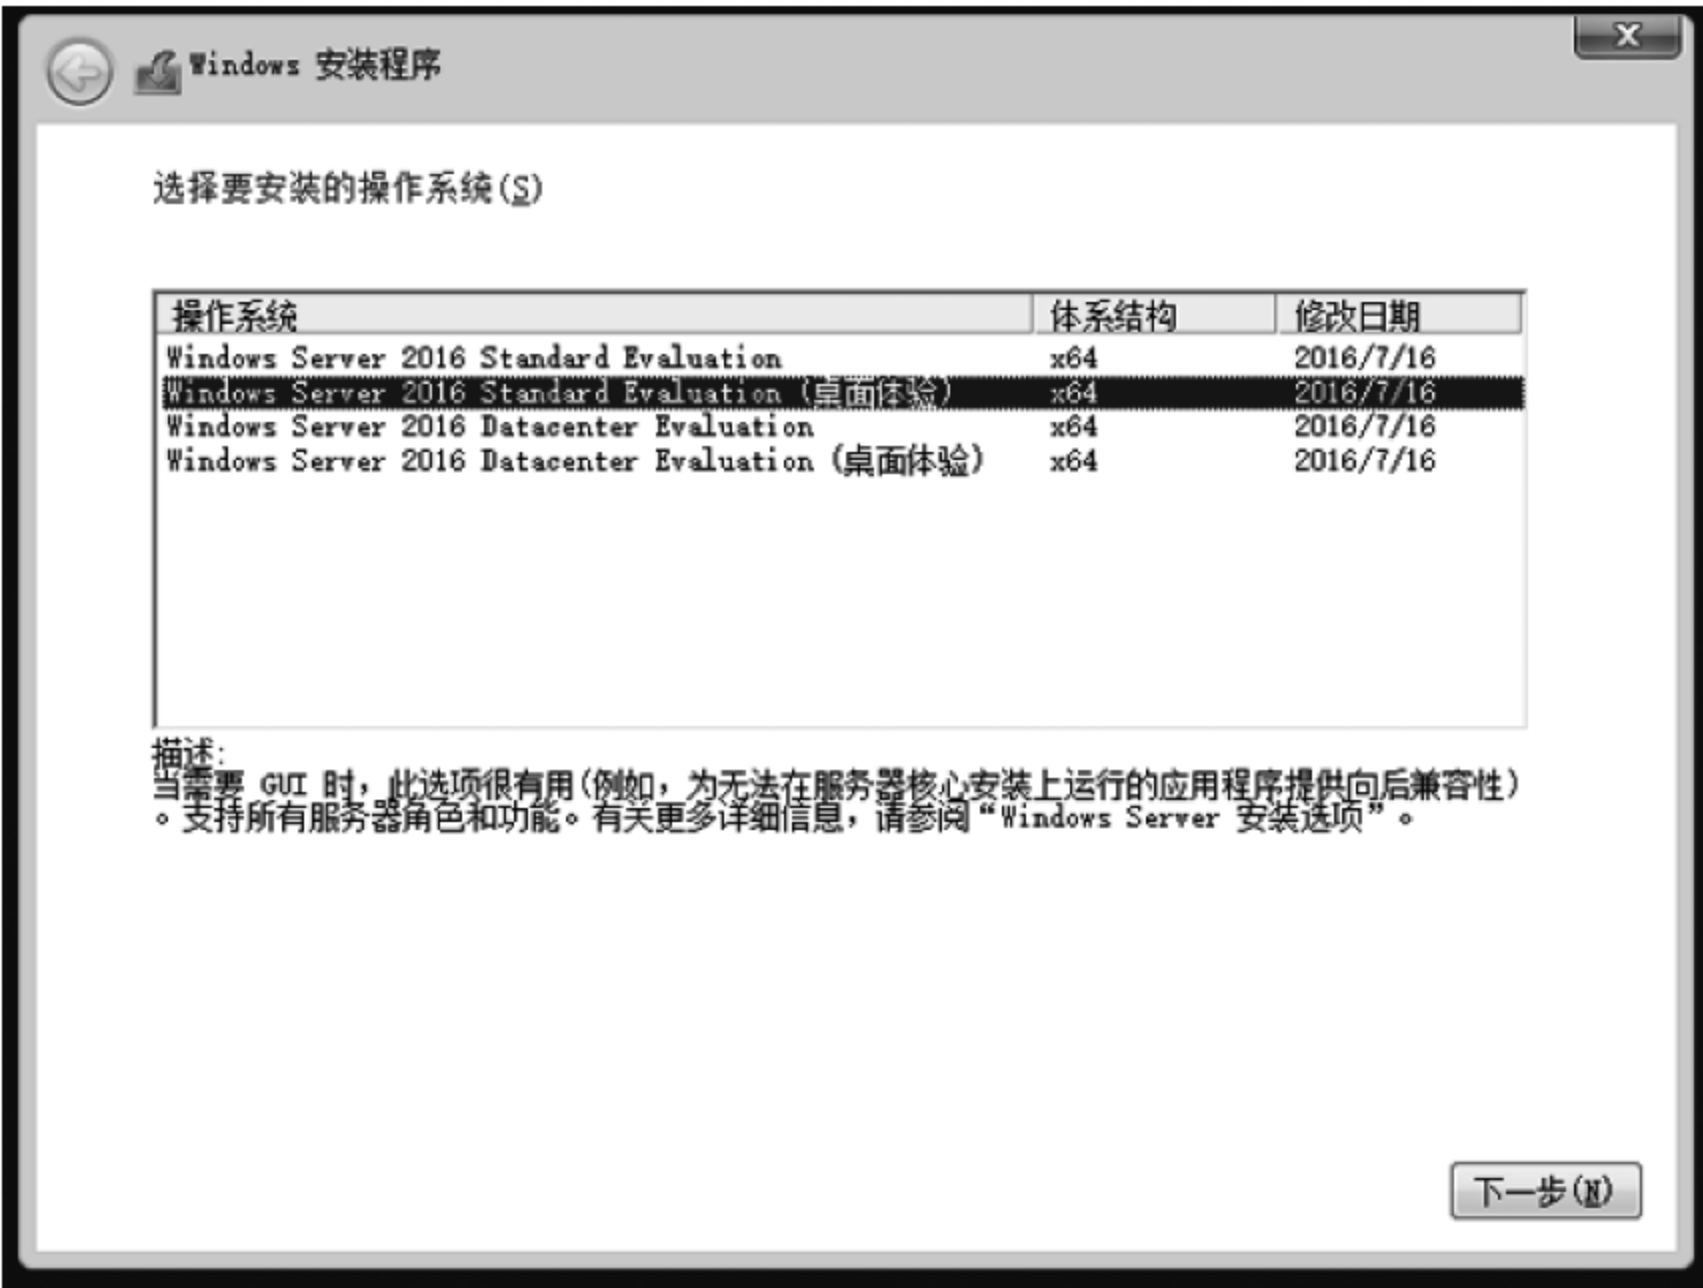 Windows 安装程序
选择要安装的操作系统(S)
操作系统 体系结构 修改日期
Windows Server 2016 Standard Evaluation x64 2016/7/16
Windows Server 2016 Standard Evaluation (桌面体验) x64 2016/7/16
Windows Server 2016 Datacenter Evaluation x64 2016/7/16
Windows Server 2016 Datacenter Evaluation (桌面体验) x64 2016/7/16
描述:
当需要 GUI 时，此选项很有用(例如，为无法在服务器核心安装上运行的应用程序提供向后兼容性)
。支持所有服务器角色和功能。有关更多详细信息，请参阅“Windows Server 安装选项”。
下一步(N)